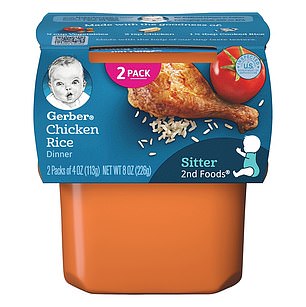 2 PACK
Gerber®
Chicken
Rice
Dinner
2 Packs of 4 OZ (113g) NET WT 8 OZ (226g)
Sitter
2nd Foods®